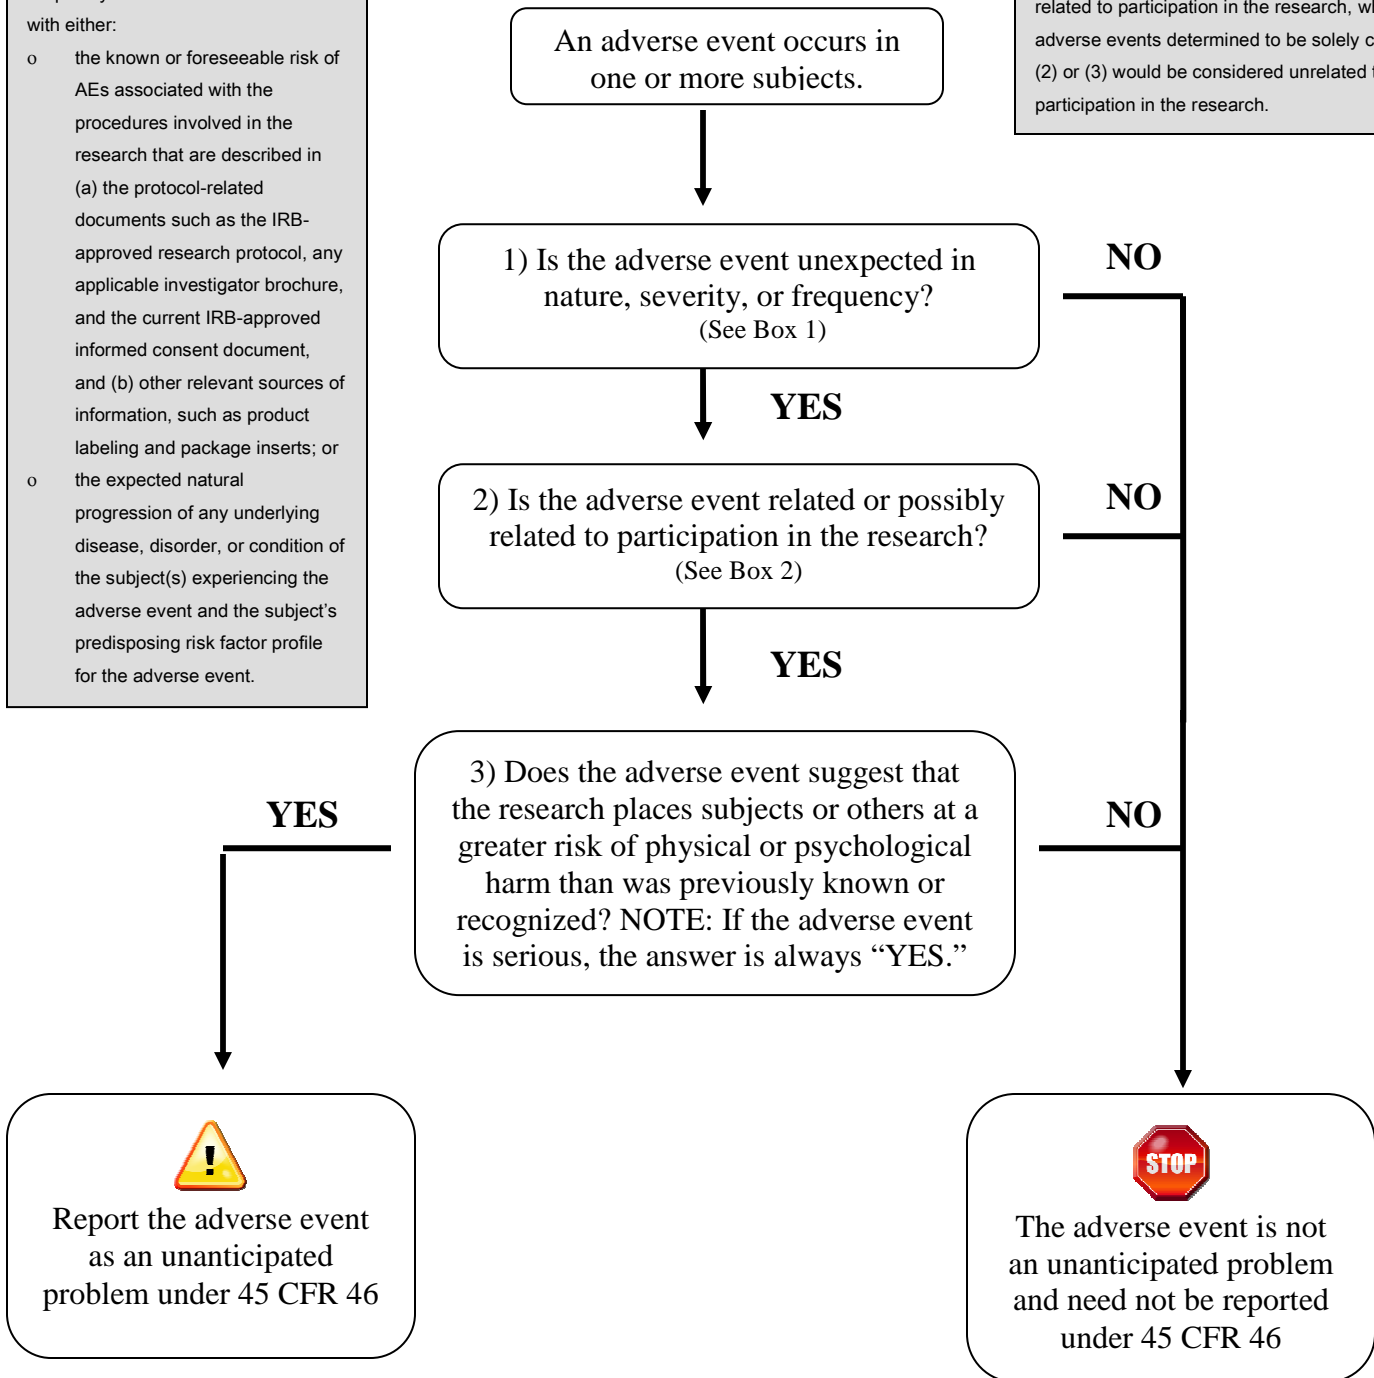 with either:
o the known or foreseeable risk of
AEs associated with the
procedures involved in the
research that are described in
(a) the protocol-related
documents such as the IRB-
approved research protocol, any
applicable investigator brochure,
and the current IRB-approved
informed consent document,
and (b) other relevant sources of
information, such as product
labeling and package inserts; or
o the expected natural
progression of any underlying
disease, disorder, or condition of
the subject(s) experiencing the
adverse event and the subject’s
predisposing risk factor profile
for the adverse event.
An adverse event occurs in
one or more subjects.
related to participation in the research,
adverse events determined to be solely
(2) or (3) would be considered unrelated
participation in the research.
1) Is the adverse event unexpected in
nature, severity, or frequency?
(See Box 1)
NO
YES
2) Is the adverse event related or possibly
related to participation in the research?
(See Box 2)
NO
YES
3) Does the adverse event suggest that
the research places subjects or others at a
greater risk of physical or psychological
harm than was previously known or
recognized? NOTE: If the adverse event
is serious, the answer is always “YES.”
YES
NO
!
Report the adverse event
as an unanticipated
problem under 45 CFR 46
STOP
The adverse event is not
an unanticipated problem
and need not be reported
under 45 CFR 46